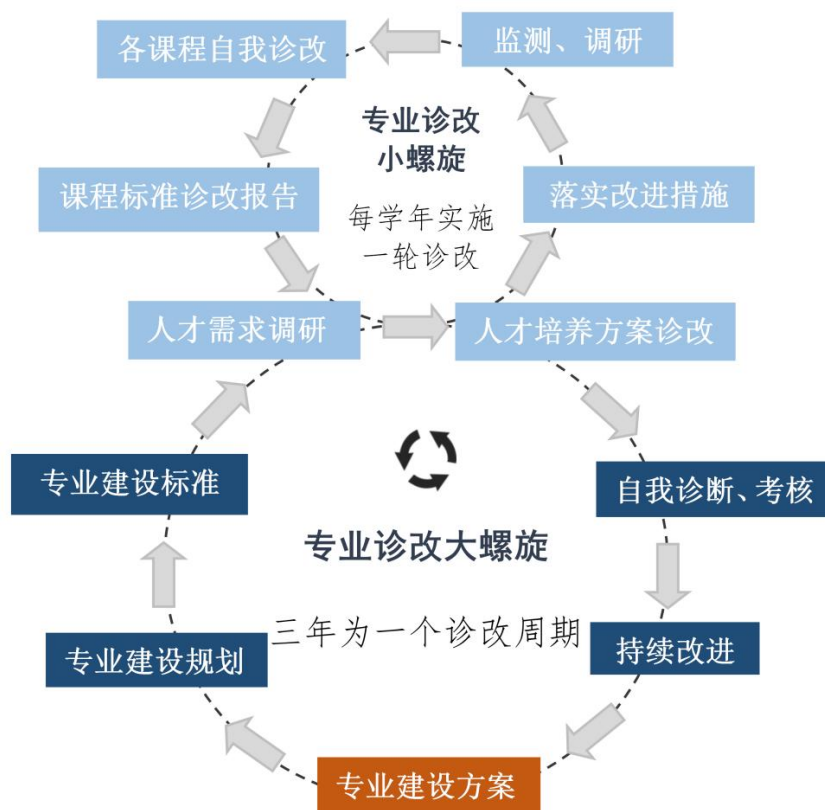 各课程自我诊改
监测、调研
专业诊改
小螺旋
课程标准诊改报告
落实改进措施
每学年实施
一轮诊改
人才需求调研
人才培养方案诊改
专业建设标准
自我诊断、考核
专业诊改大螺旋
三年为一个诊改周期
专业建设规划
持续改进
专业建设方案